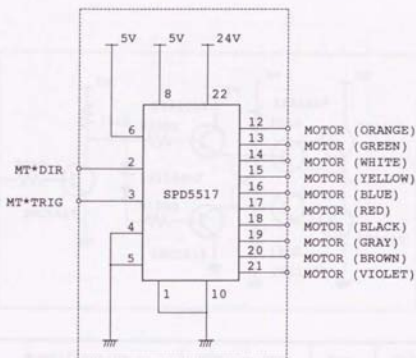 5V 5V 24V
8 22
6
12 MOTOR (ORANGE)
13 MOTOR (GREEN)
MT*DIR 2 14 MOTOR (WHITE)
15 MOTOR (YELLOW)
SPD5517 16 MOTOR (BLUE)
MT*TRIG 3 17 MOTOR (RED)
18 MOTOR (BLACK)
4 19 MOTOR (GRAY)
5 20 MOTOR (BROWN)
21 MOTOR (VIOLET)
1 10